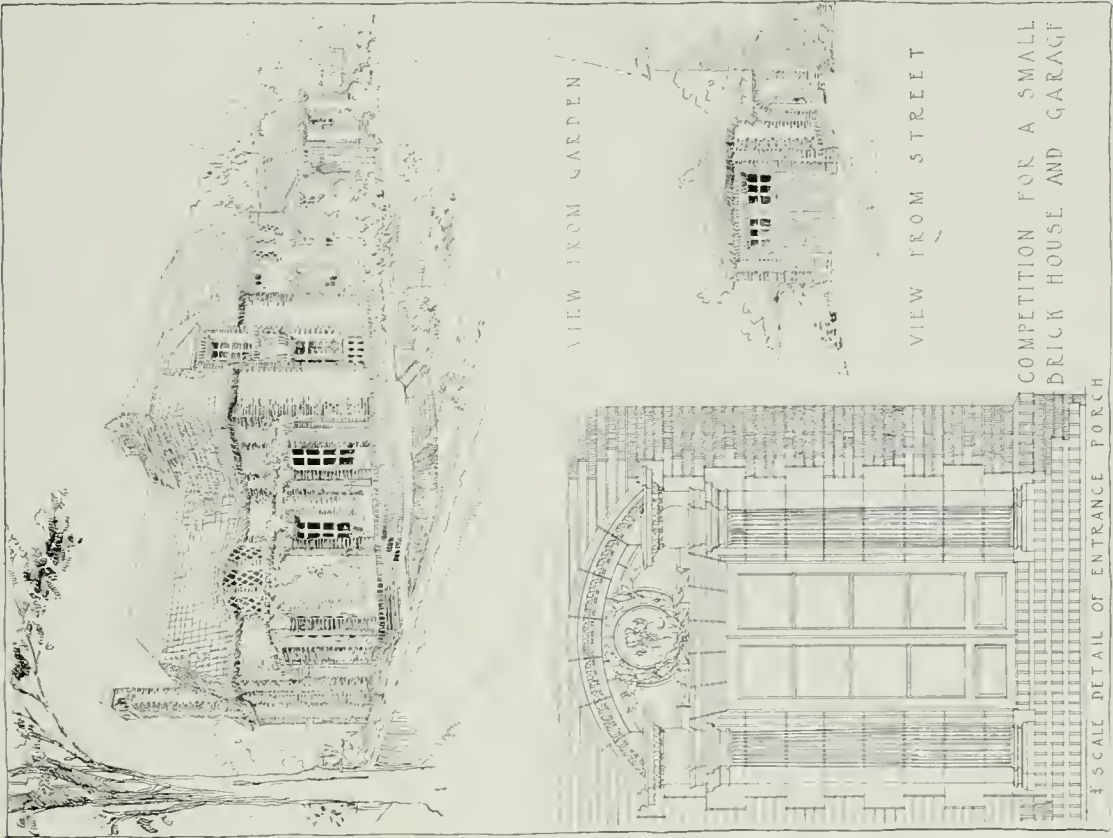 VIEW FROM GARDEN
VIEW FROM STREET
COMPETITION FOR A SMALL
BRICK HOUSE AND GARAGE
SCALE DETAIL OF ENTRANCE PORCH